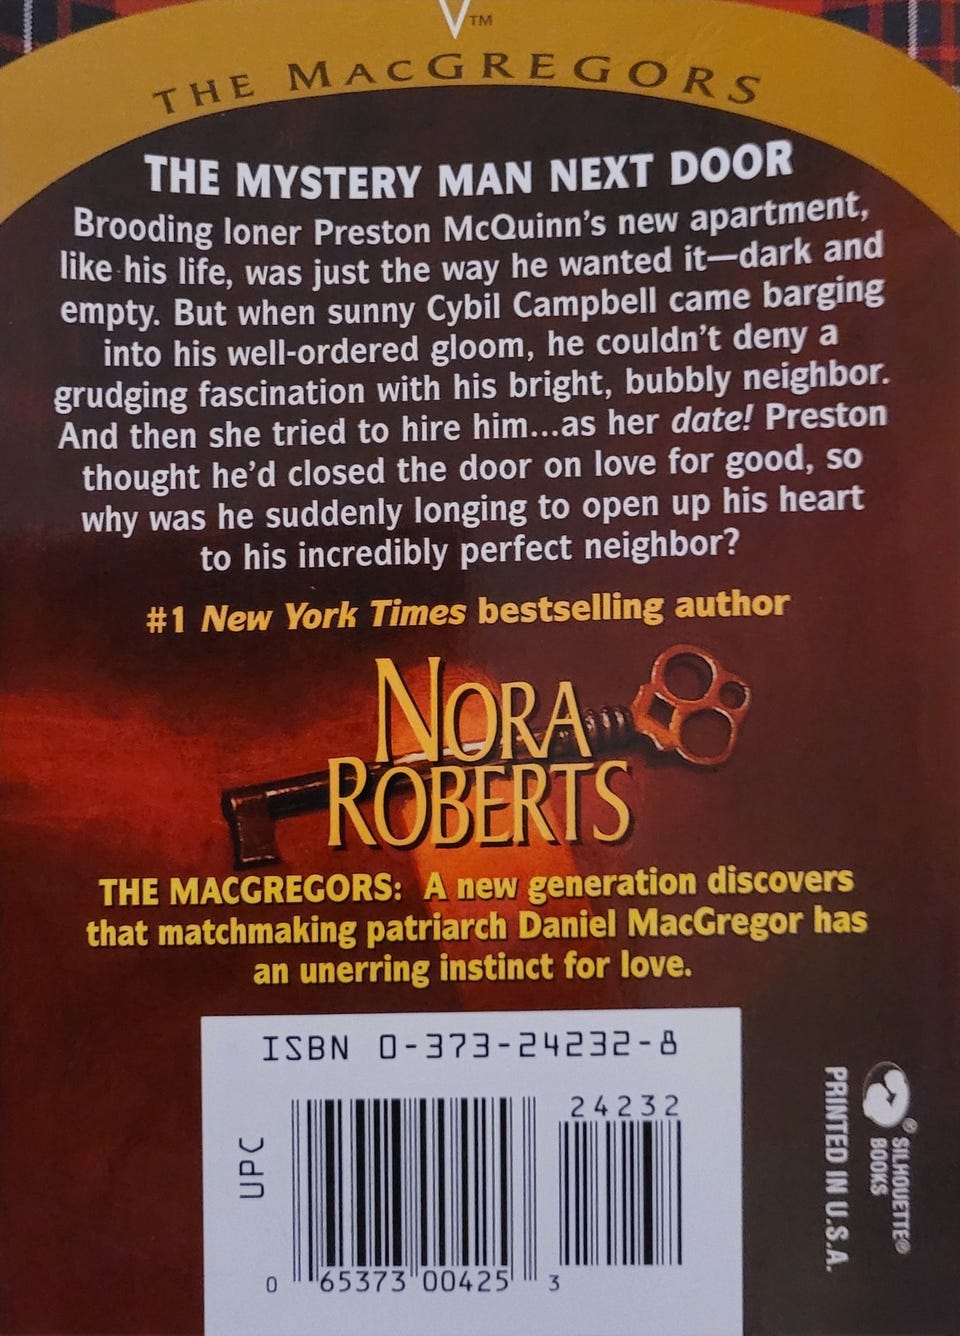 V™
THE MACGREGORS
THE MYSTERY MAN NEXT DOOR
Brooding loner Preston McQuinn's new apartment,
like his life, was just the way he wanted it—dark and
empty. But when sunny Cybil Campbell came barging
into his well-ordered gloom, he couldn't deny a
grudging fascination with his bright, bubbly neighbor.
And then she tried to hire him...as her date! Preston
thought he'd closed the door on love for good, so
why was he suddenly longing to open up his heart
to his incredibly perfect neighbor?
#1 New York Times bestselling author
NORA
ROBERTS
THE MACGREGORS: A new generation discovers
that matchmaking patriarch Daniel MacGregor has
an unerring instinct for love.
ISBN 0-373-24232-8
24232
UPC
0 65373 00425 3
® SILHOUETTE®
BOOKS
PRINTED IN U.S.A.